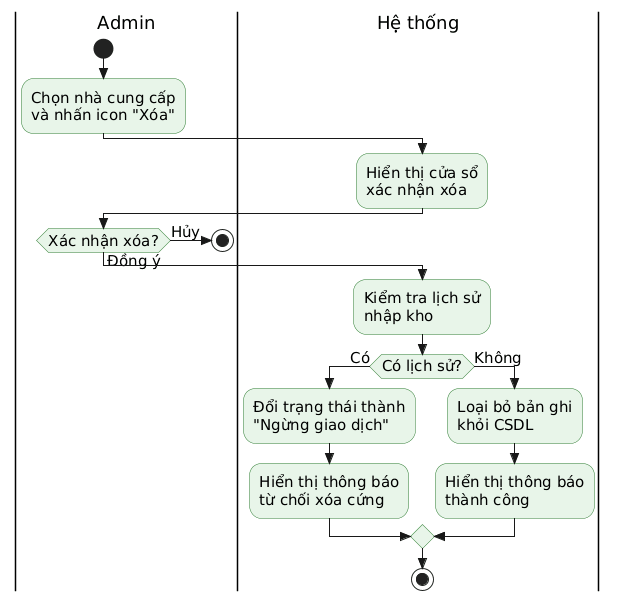 Admin
Hệ thống
Chọn nhà cung cấp
và nhấn icon "Xóa"
Hiển thị cửa sổ
xác nhận xóa
Xác nhận xóa?
Hủy
Đồng ý
Kiểm tra lịch sử
nhập kho
Có lịch sử?
Có
Không
Đổi trạng thái thành
"Ngừng giao dịch"
Hiển thị thông báo
từ chối xóa cứng
Loại bỏ bản ghi
khỏi CSDL
Hiển thị thông báo
thành công